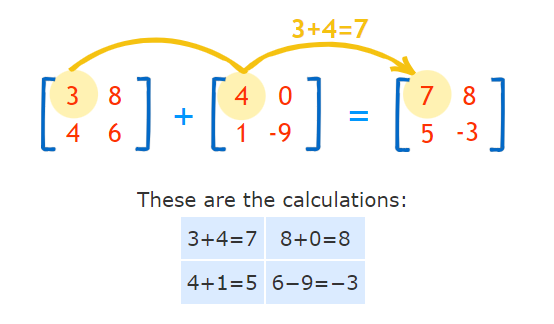 3+4=7
3 8 4 0 7 8
+ =
4 6 1 -9 5 -3
These are the calculations:
3+4=7 8+0=8
4+1=5 6−9=−3